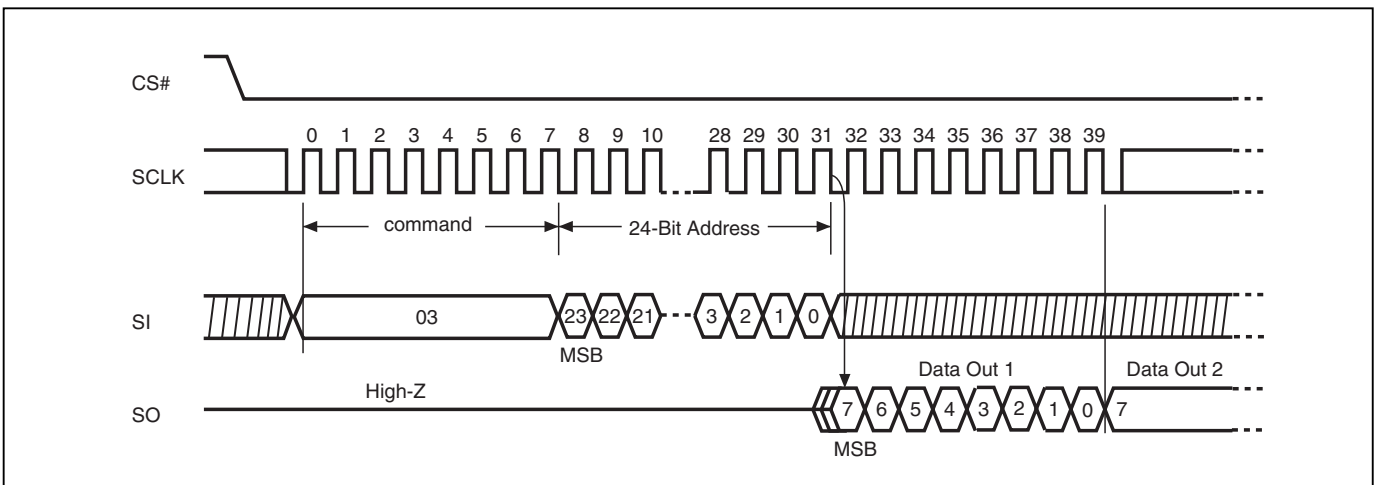 CS#
0 1 2 3 4 5 6 7 8 9 10 28 29 30 31 32 33 34 35 36 37 38 39
SCLK
command 24-Bit Address
SI 03 23 22 21 3 2 1 0
MSB
Data Out 1 Data Out 2
High-Z
SO 7 6 5 4 3 2 1 0 7
MSB